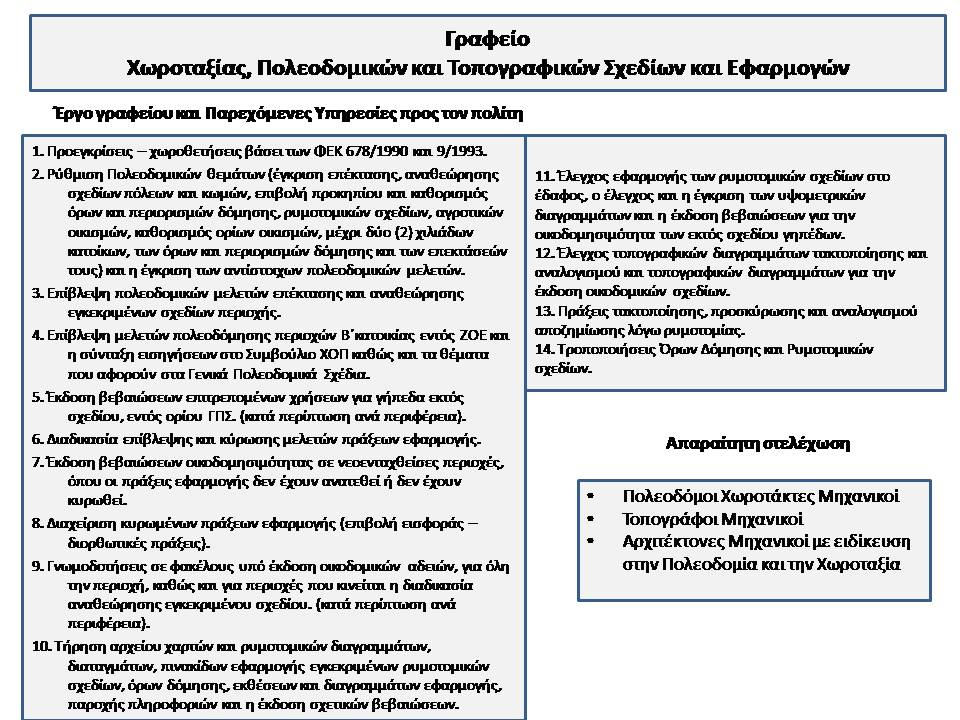 Γραφείο
Χωροταξίας, Πολεοδομικών και Τοπογραφικών Σχεδίων και Εφαρμογών
Έργο γραφείου και Παρεχόμενες Υπηρεσίες προς τον πολίτη
1. Προεγκρίσεις – χωροθετήσεις βάσει των ΦΕΚ 678/1990 και 9/1993.
2. Ρύθμιση Πολεοδομικών θεμάτων (έγκριση επέκτασης, αναθεώρησης
σχεδίων πόλεων και κωμών, επιβολή προκηπίου και καθορισμός
όρων και περιορισμών δόμησης, ρυμοτομικών σχεδίων, αγροτικών
οικισμών, καθορισμός ορίων οικισμών, μέχρι δύο (2) χιλιάδων
κατοίκων, των όρων και περιορισμών δόμησης και των επεκτάσεών
τους) και η έγκριση των αντίστοιχων πολεοδομικών μελετών.
3. Επίβλεψη πολεοδομικών μελετών επέκτασης και αναθεώρησης
εγκεκριμένων σχεδίων περιοχής.
4. Επίβλεψη μελετών πολεοδόμησης περιοχών Β΄κατοικίας εντός ΖΟΕ και
η σύνταξη εισηγήσεων στο Συμβούλιο ΧΟΠ καθώς και τα θέματα
που αφορούν στα Γενικά Πολεοδομικά Σχέδια.
5. Έκδοση βεβαιώσεων επιτρεπομένων χρήσεων για γήπεδα εκτός
σχεδίου, εντός ορίου ΓΠΣ. (κατά περίπτωση ανά περιφέρεια).
6. Διαδικασία επίβλεψης και κύρωσης μελετών πράξεων εφαρμογής.
7. Έκδοση βεβαιώσεων οικοδομησιμότητας σε νεοενταχθείσες περιοχές,
όπου οι πράξεις εφαρμογής δεν έχουν ανατεθεί ή δεν έχουν
κυρωθεί.
8. Διαχείριση κυρωμένων πράξεων εφαρμογής (επιβολή εισφοράς –
διορθωτικές πράξεις).
9. Γνωμοδοτήσεις σε φακέλους υπό έκδοση οικοδομικών αδειών, για όλη
την περιοχή, καθώς και για περιοχές που κινείται η διαδικασία
αναθεώρησης εγκεκριμένου σχεδίου. (κατά περίπτωση ανά
περιφέρεια).
10. Τήρηση αρχείου χαρτών και ρυμοτομικών διαγραμμάτων,
διαταγμάτων, πινακίδων εφαρμογής εγκεκριμένων ρυμοτομικών
σχεδίων, όρων δόμησης, εκθέσεων και διαγραμμάτων εφαρμογής,
παροχής πληροφοριών και η έκδοση σχετικών βεβαιώσεων.
11. Έλεγχος εφαρμογής των ρυμοτομικών σχεδίων στο
έδαφος, ο έλεγχος και η έγκριση των υψομετρικών
διαγραμμάτων και η έκδοση βεβαιώσεων για την
οικοδομησιμότητα των εκτός σχεδίου γηπέδων.
12. Έλεγχος τοπογραφικών διαγραμμάτων τακτοποίησης και
αναλογισμού και τοπογραφικών διαγραμμάτων για την
έκδοση οικοδομικών σχεδίων.
13. Πράξεις τακτοποίησης, προσκύρωσης και αναλογισμού
αποζημίωσης λόγω ρυμοτομίας.
14. Τροποποιήσεις Όρων Δόμησης και Ρυμοτομικών
σχεδίων.
Απαραίτητη στελέχωση
• Πολεοδόμοι Χωροτάκτες Μηχανικοί
• Τοπογράφοι Μηχανικοί
• Αρχιτέκτονες Μηχανικοί με ειδίκευση
στην Πολεοδομία και την Χωροταξία